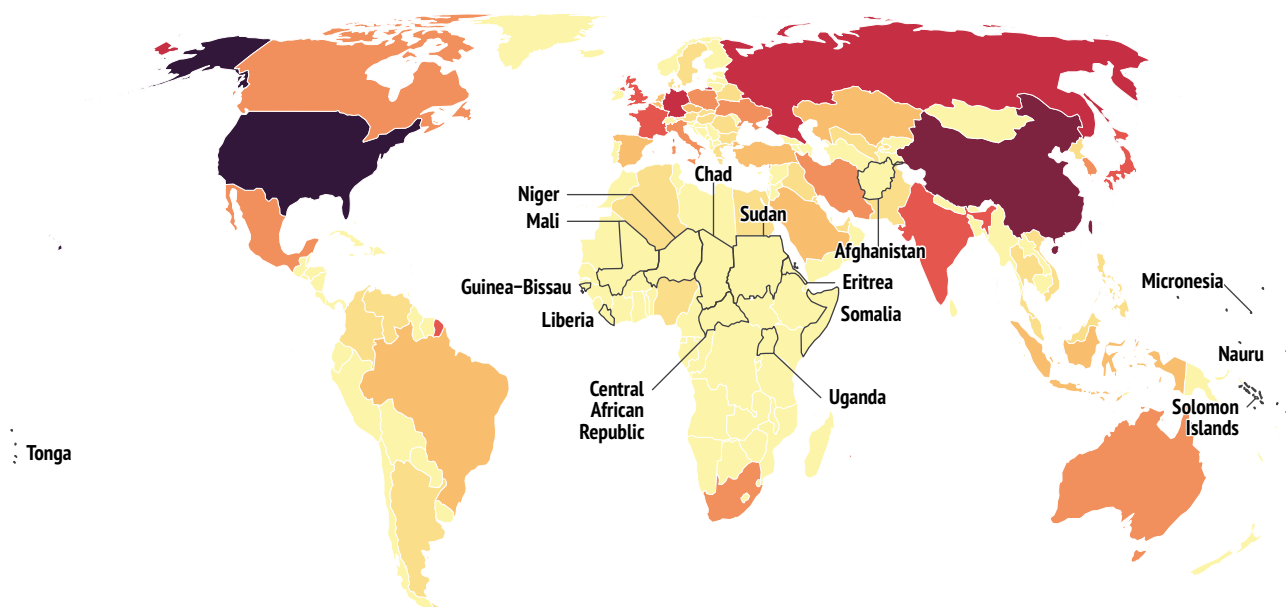 Chad
Niger
Mali
Sudan
Afghanistan
Guinea–Bissau
Eritrea
Micronesia
Liberia
Somalia
Nauru
Central
African
Republic
Uganda
Solomon
Islands
Tonga